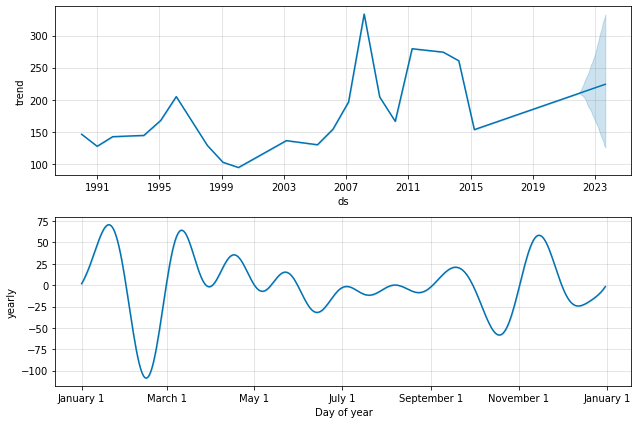 trend
350
300
250
200
150
100
1991 1995 1999 2003 2007 2011 2015 2019 2023
ds
yearly
75
50
25
0
−25
−50
−75
−100
January 1 March 1 May 1 July 1 September 1 November 1 January 1
Day of year